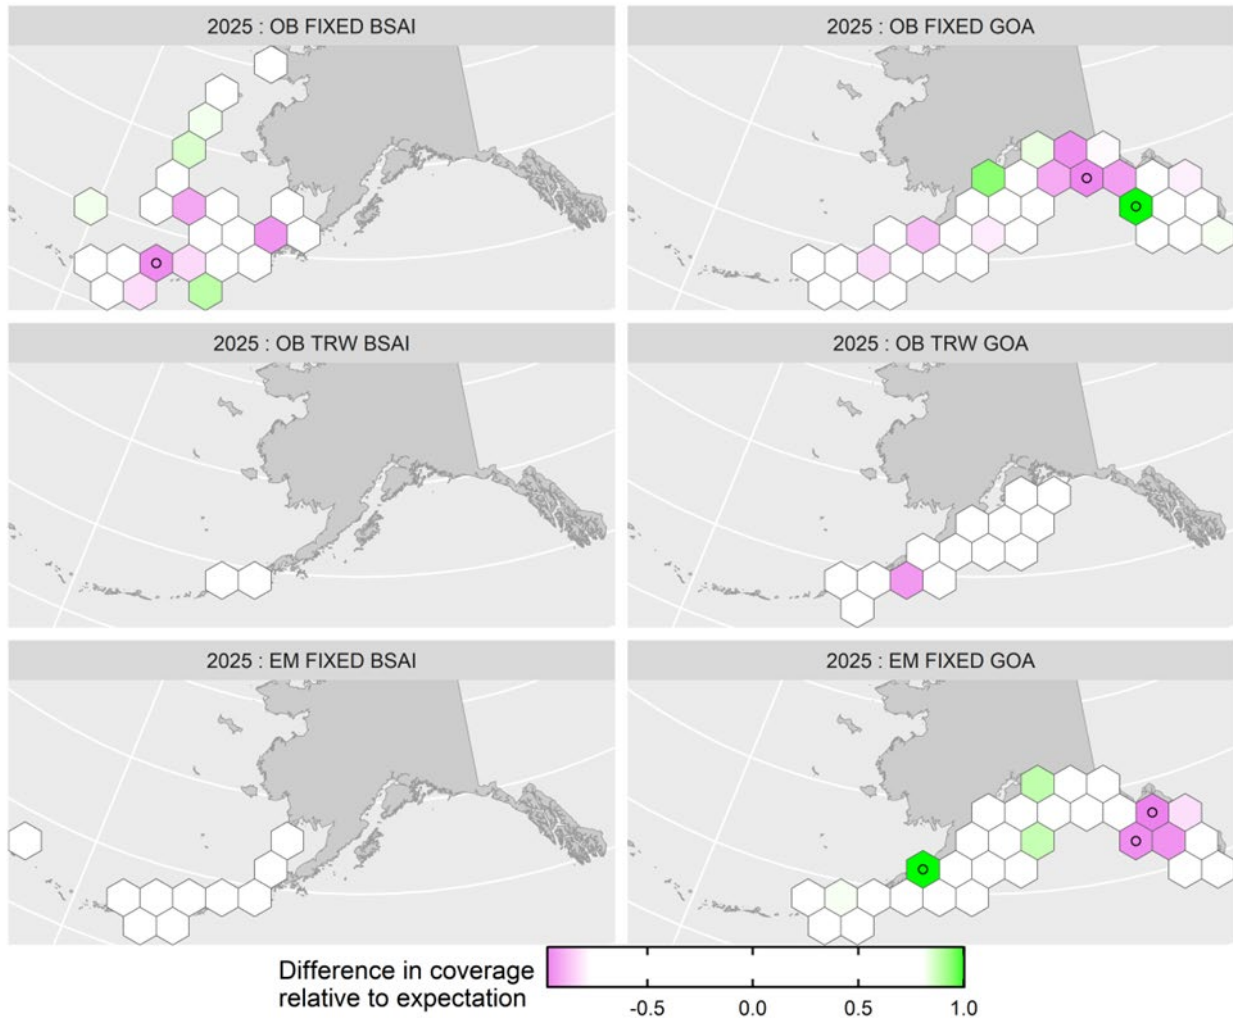 2025 : OB FIXED BSAI
2025 : OB FIXED GOA
2025 : OB TRW BSAI
2025 : OB TRW GOA
2025 : EM FIXED BSAI
2025 : EM FIXED GOA
Difference in coverage
relative to expectation
-0.5 0.0 0.5 1.0